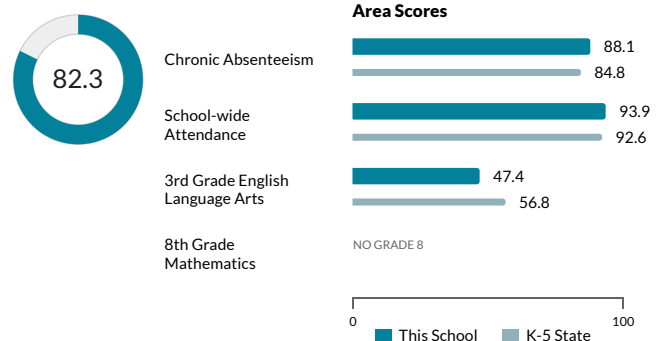 Area Scores
82.3
Chronic Absenteeism
88.1
84.8
School-wide
Attendance
93.9
92.6
3rd Grade English
Language Arts
47.4
56.8
8th Grade
Mathematics
NO GRADE 8
0
100
This School
K-5 State